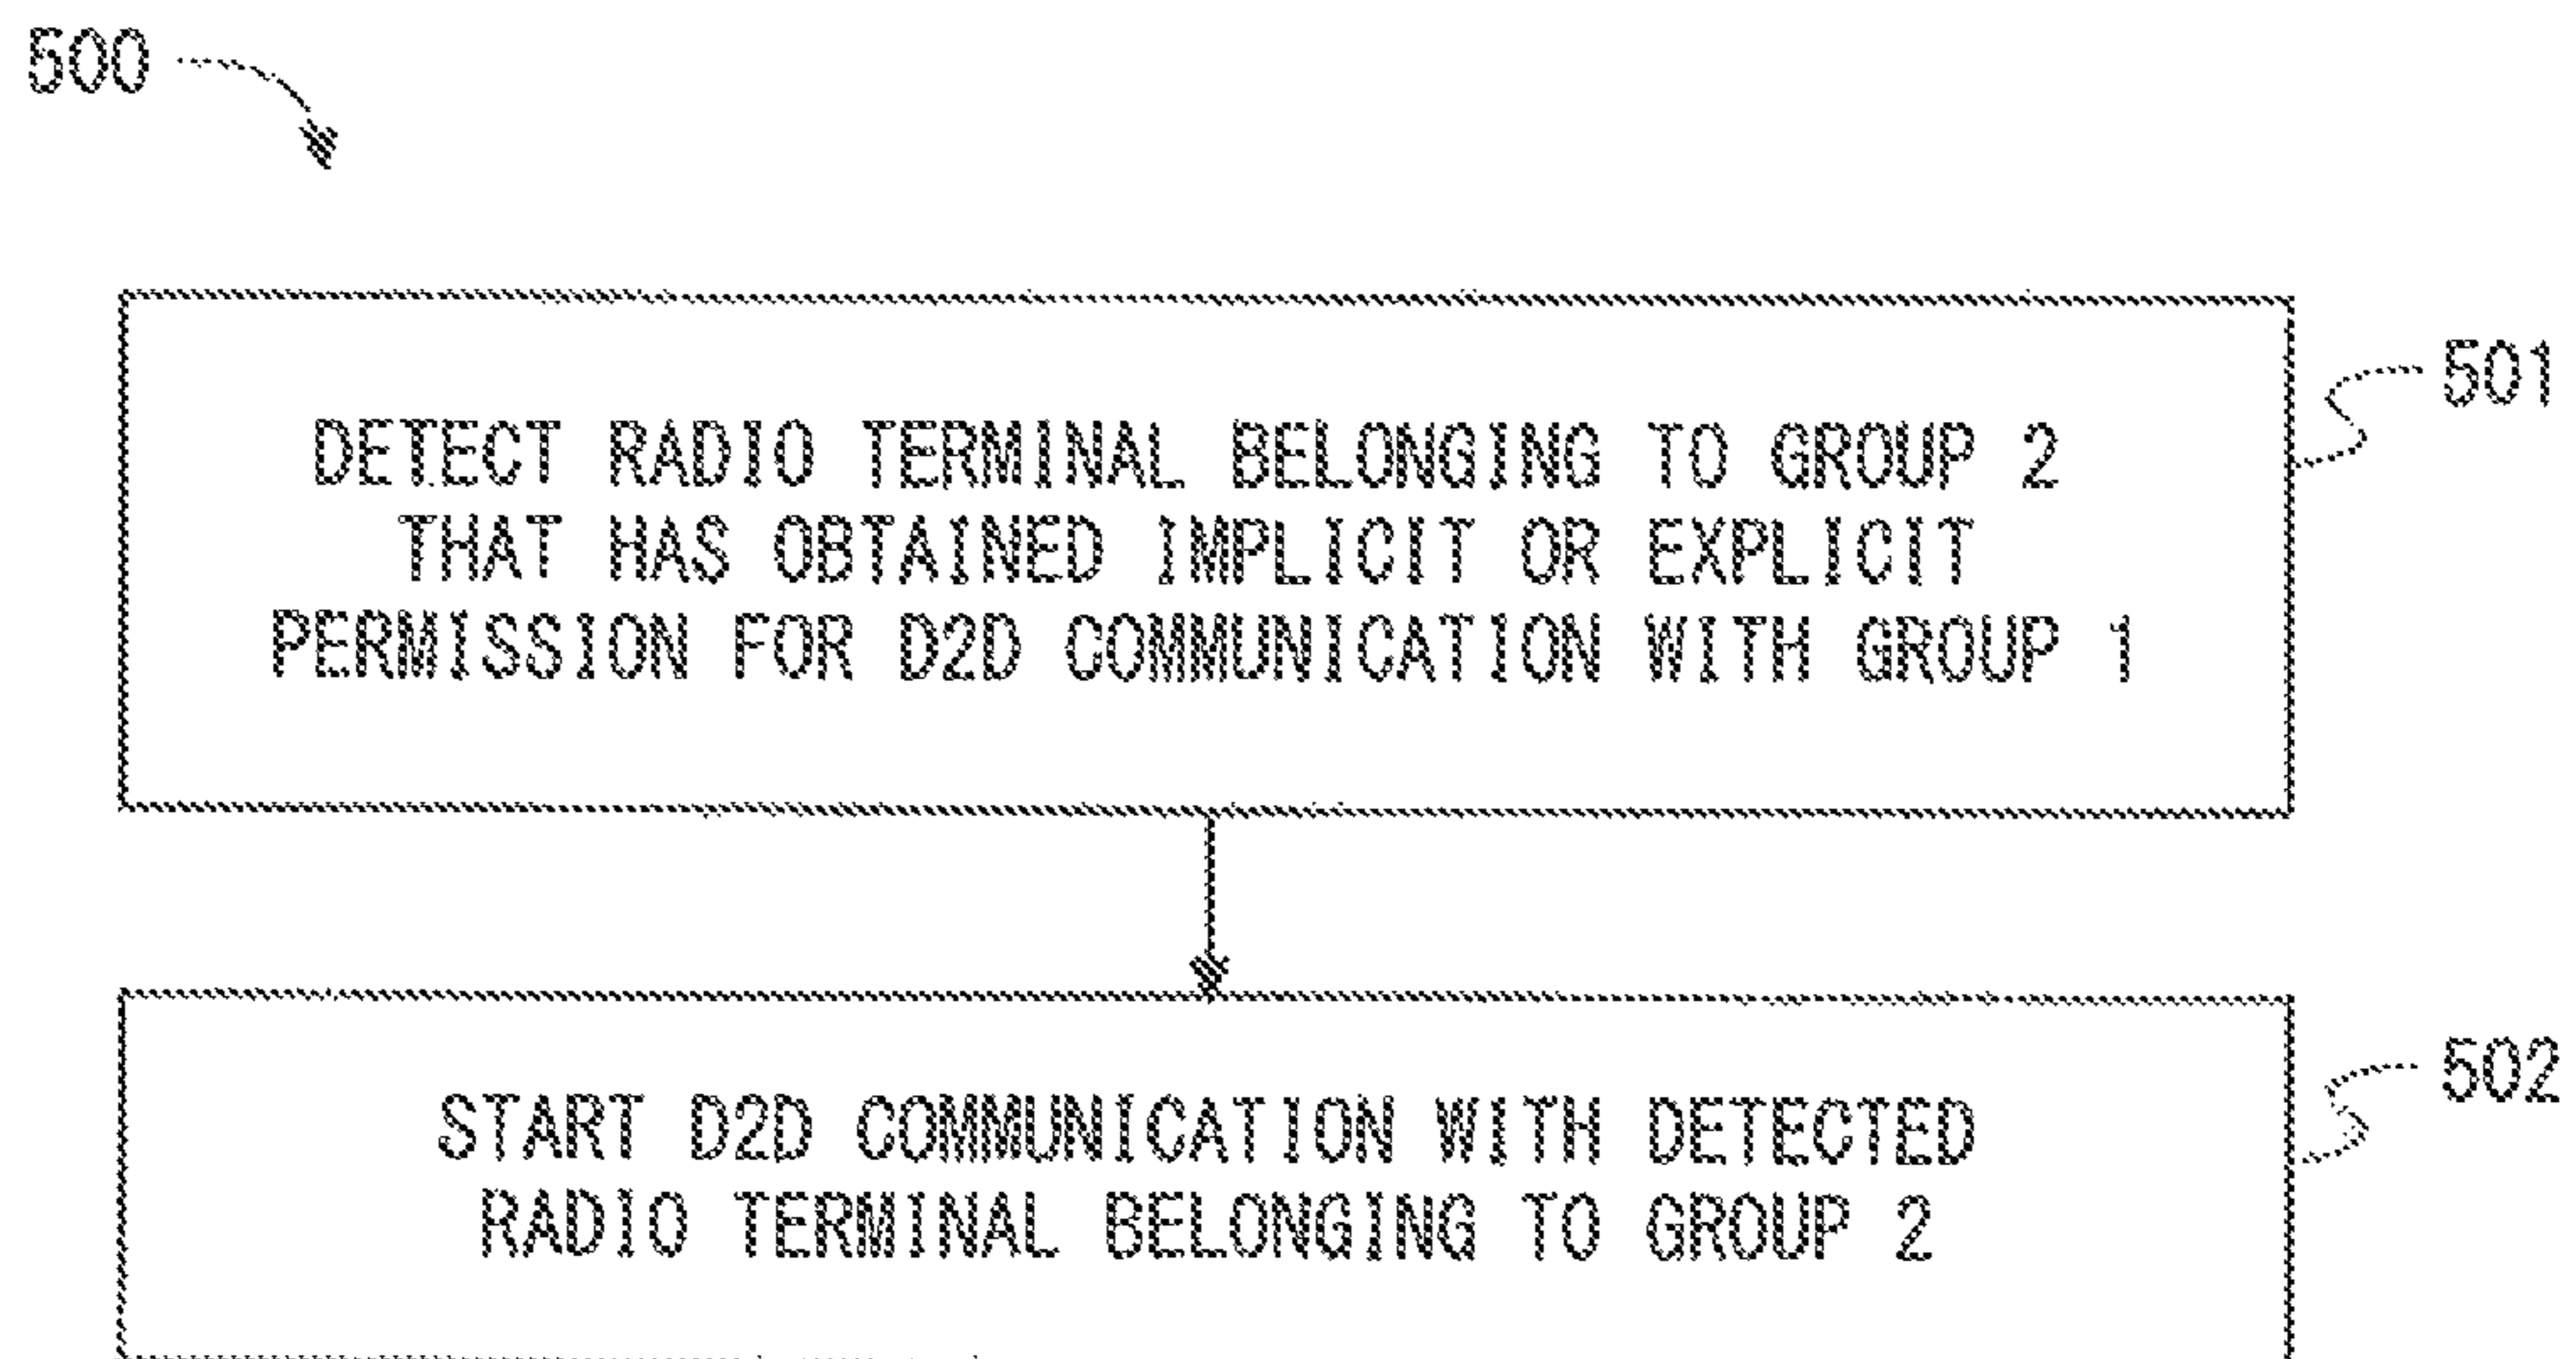 500
DETECT RADIO TERMINAL BELONGING TO GROUP 2
THAT HAS OBTAINED IMPLICIT OR EXPLICIT
PERMISSION FOR D2D COMMUNICATION WITH GROUP 1
501
START D2D COMMUNICATION WITH DETECTED
RADIO TERMINAL BELONGING TO GROUP 2
502